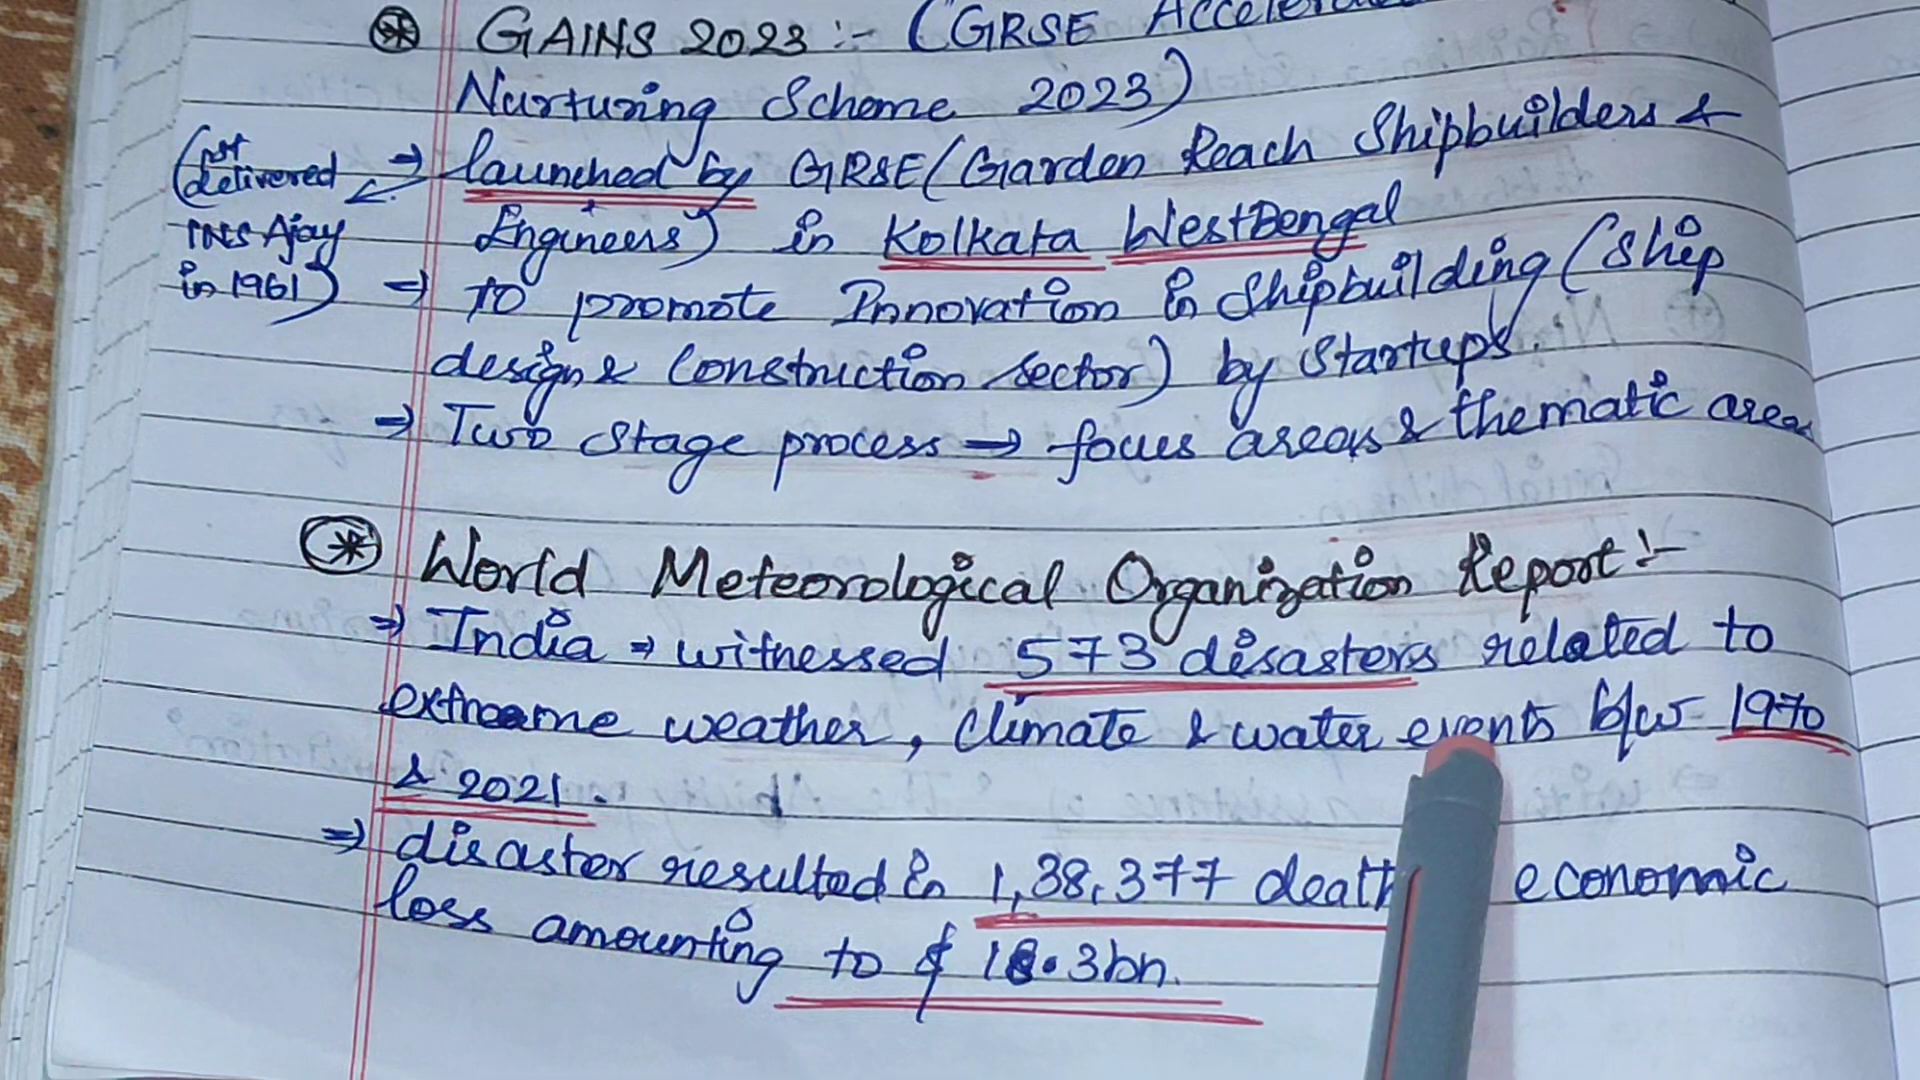 GAINS 2023 :- (GRSE
Nurturing Scheme 2023)
(1st delivered INS Ajay in 1961)
⇒ launched by GRSE (Garden Reach Shipbuilders &
Engineers) in Kolkata WestBengal
⇒ To promote Innovation in Shipbuilding (Ship
design & Construction sector) by Startups.
⇒ Two Stage process → focus areas & thematic areas
World Meteorological Organization Report :-
⇒ India → witnessed 573 disasters related to
extreme weather, climate & water events b/w 1970
& 2021.
⇒ disaster resulted in 1,38,377 death economic
loss amounting to $ .3bn.